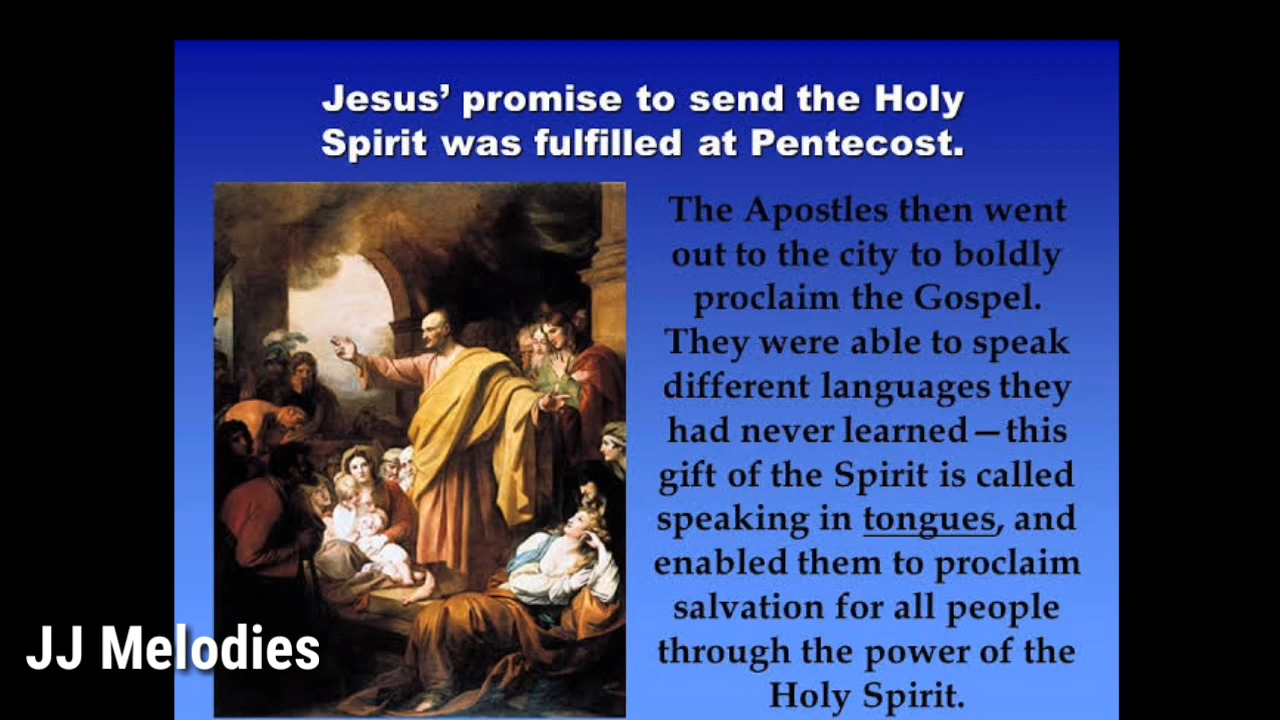 Jesus’ promise to send the Holy
Spirit was fulfilled at Pentecost.
The Apostles then went
out to the city to boldly
proclaim the Gospel.
They were able to speak
different languages they
had never learned—this
gift of the Spirit is called
speaking in tongues, and
enabled them to proclaim
salvation for all people
through the power of the
Holy Spirit.
JJ Melodies